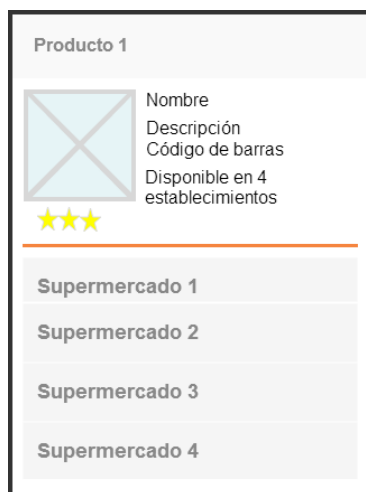 Producto 1
Nombre
Descripción
Código de barras
Disponible en 4
establecimientos
Supermercado 1
Supermercado 2
Supermercado 3
Supermercado 4